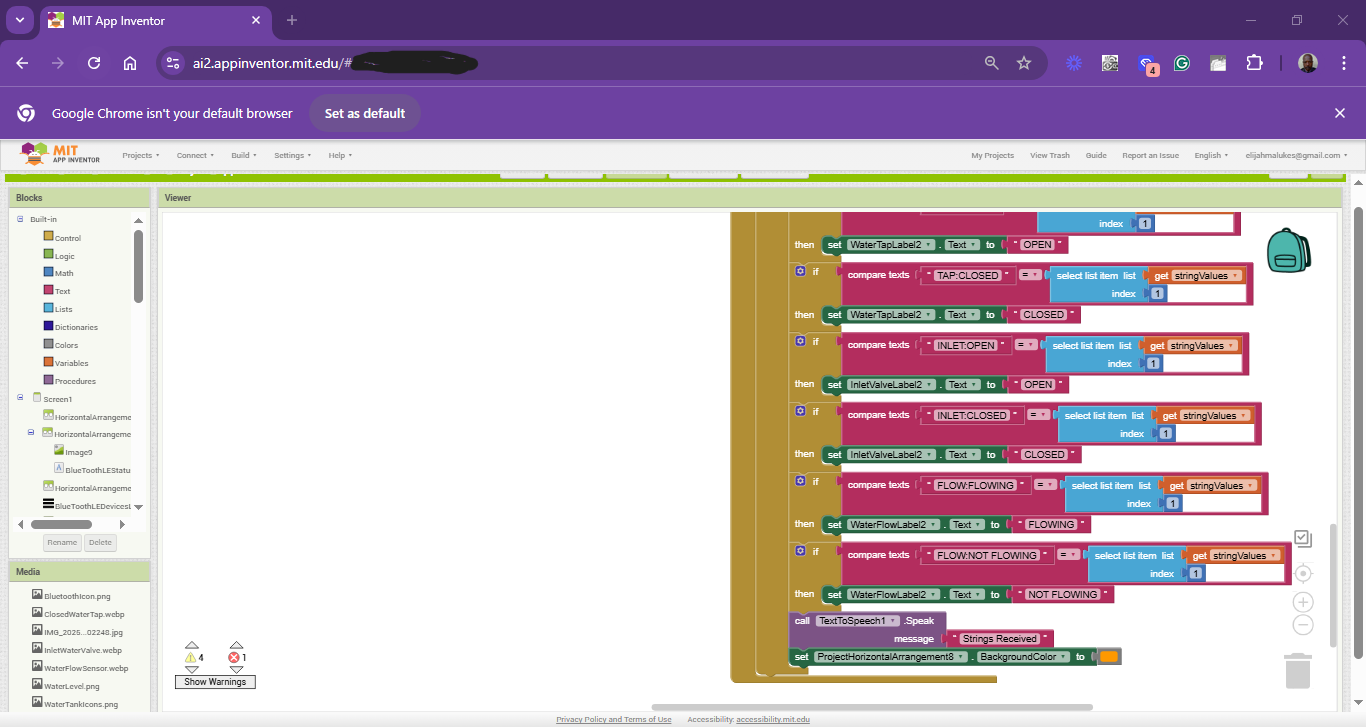 MIT App Inventor
ai2.appinventor.mit.edu/#
4
Google Chrome isn't your default browser
Set as default
MIT
APP INVENTOR
Projects
Connect
Build
Settings
Help
My Projects
View Trash
Guide
Report an Issue
English
elijahmalukes@gmail.com
Blocks
Viewer
Built-in
Control
Logic
Math
Text
Lists
Dictionaries
Colors
Variables
Procedures
Screen1
HorizontalArrangeme
HorizontalArrangeme
Image9
BlueToothLEStatu
HorizontalArrangeme
BlueToothLEDevicesL
Rename Delete
Media
BluetoothIcon.png
ClosedWaterTap.webp
IMG_2025...02248.jpg
InletWaterValve.webp
WaterFlowSensor.webp
WaterLevel.png
WaterTankIcons.png
index 1
then set WaterTapLabel2 . Text to " OPEN "
if compare texts " TAP:CLOSED " = select list item list get stringValues
index 1
then set WaterTapLabel2 . Text to " CLOSED "
if compare texts " INLET:OPEN " = select list item list get stringValues
index 1
then set InletValveLabel2 . Text to " OPEN "
if compare texts " INLET:CLOSED " = select list item list get stringValues
index 1
then set InletValveLabel2 . Text to " CLOSED "
if compare texts " FLOW:FLOWING " = select list item list get stringValues
index 1
then set WaterFlowLabel2 . Text to " FLOWING "
if compare texts " FLOW:NOT FLOWING " = select list item list get stringValues
index 1
then set WaterFlowLabel2 . Text to " NOT FLOWING "
call TextToSpeech1 .Speak
message " Strings Received "
set ProjectHorizontalArrangement8 . BackgroundColor to
4 1
Show Warnings
Privacy Policy and Terms of Use Accessibility: accessibility.mit.edu